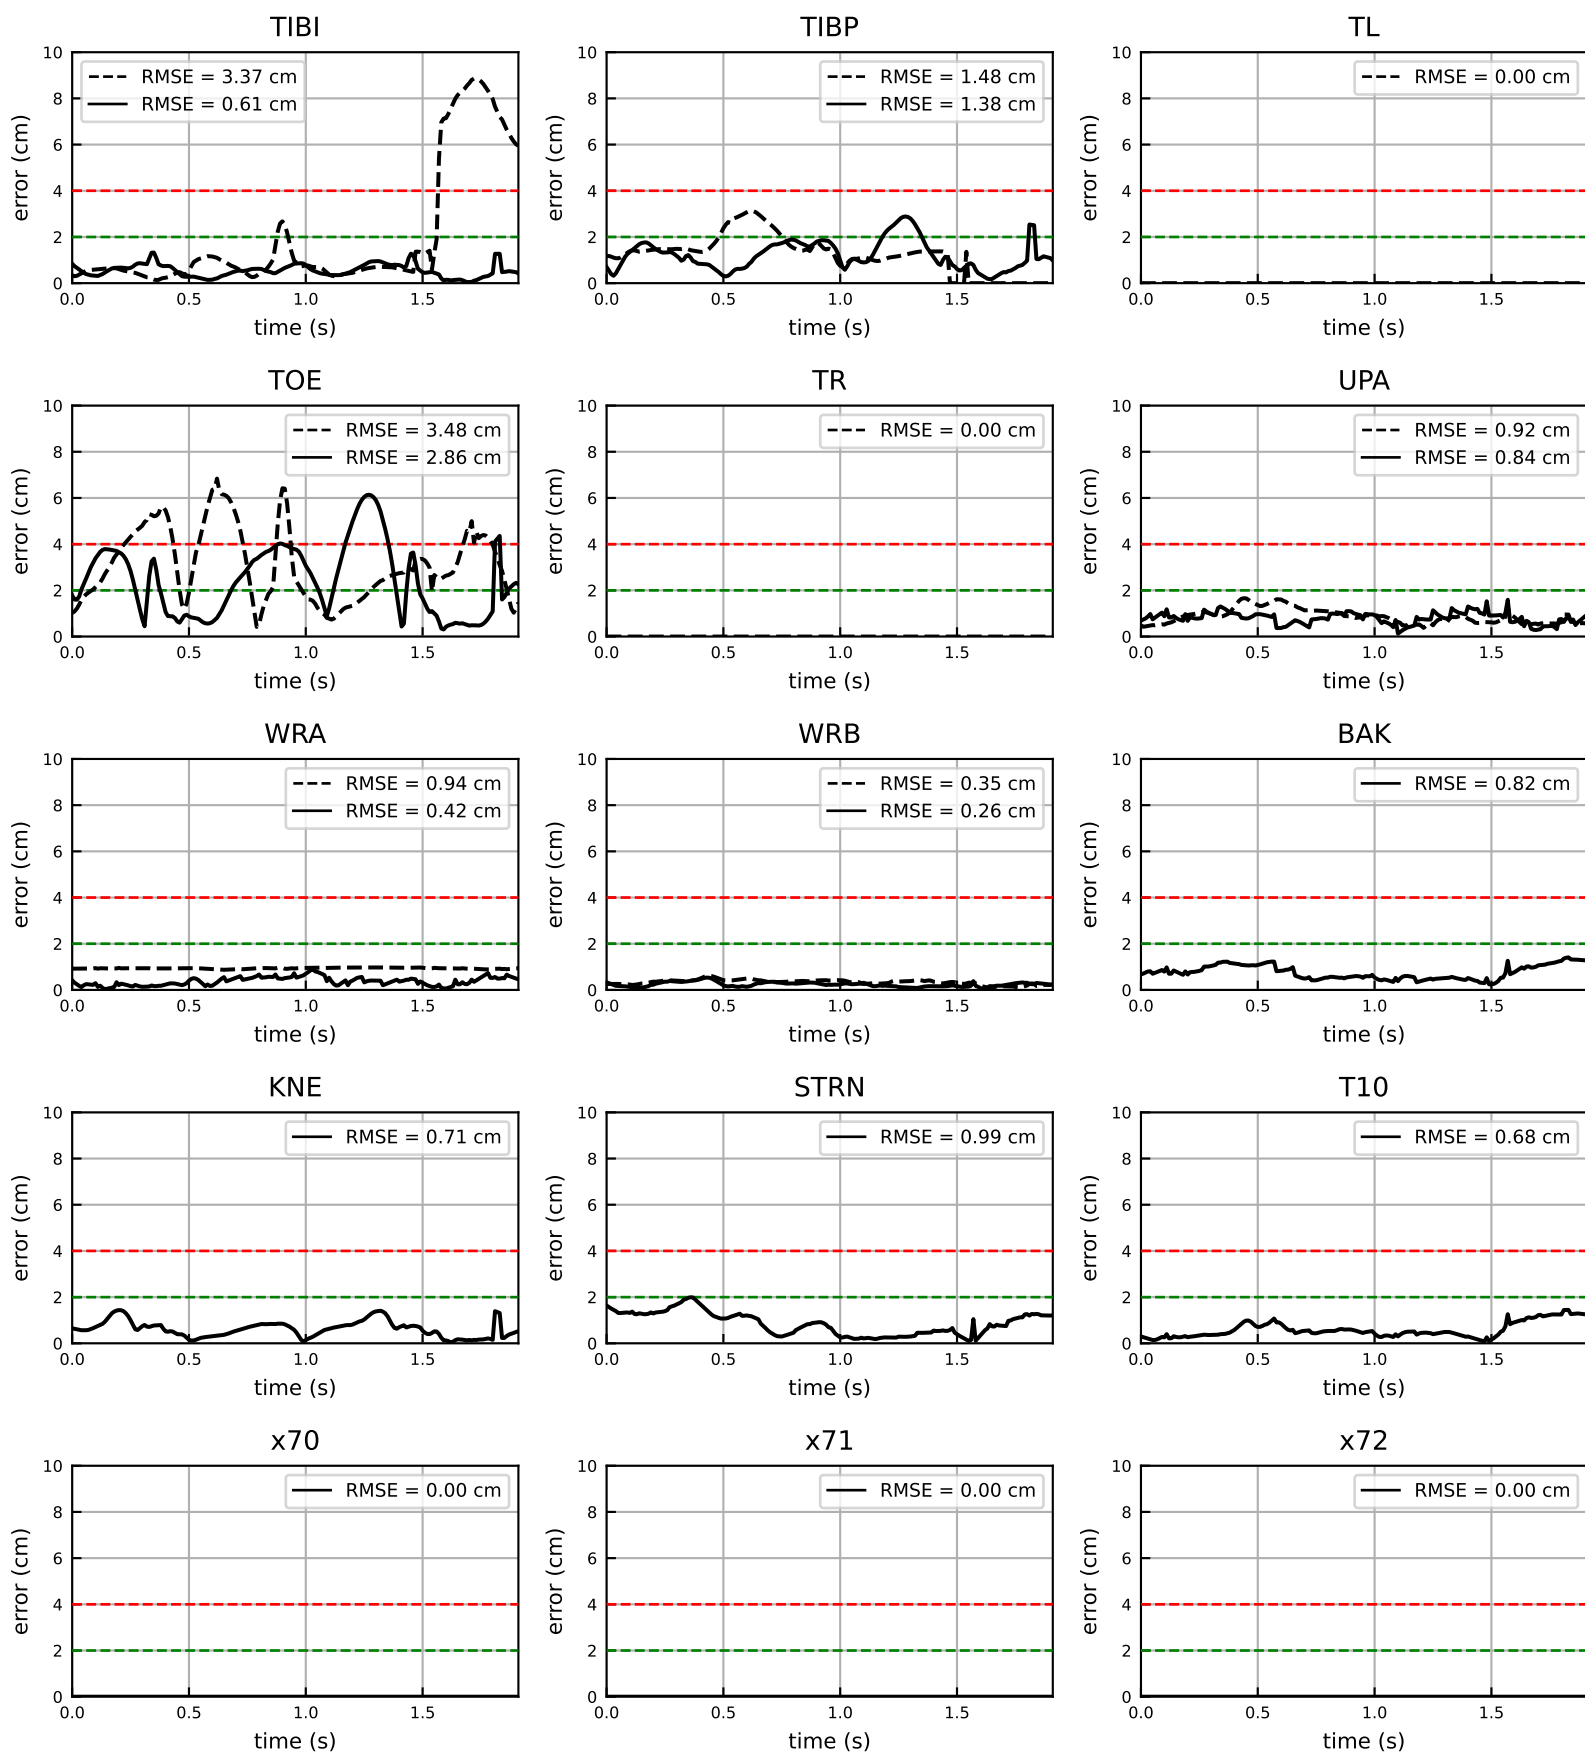 TIBI
TIBP
TL
RMSE = 3.37 cm
RMSE = 0.61 cm
RMSE = 1.48 cm
RMSE = 1.38 cm
RMSE = 0.00 cm
error (cm)
error (cm)
error (cm)
10
8
6
4
2
0
10
8
6
4
2
0
10
8
6
4
2
0
0.0 0.5 1.0 1.5
0.0 0.5 1.0 1.5
0.0 0.5 1.0 1.5
time (s)
time (s)
time (s)
TOE
TR
UPA
RMSE = 3.48 cm
RMSE = 2.86 cm
RMSE = 0.00 cm
RMSE = 0.92 cm
RMSE = 0.84 cm
error (cm)
error (cm)
error (cm)
10
8
6
4
2
0
10
8
6
4
2
0
10
8
6
4
2
0
0.0 0.5 1.0 1.5
0.0 0.5 1.0 1.5
0.0 0.5 1.0 1.5
time (s)
time (s)
time (s)
WRA
WRB
BAK
RMSE = 0.94 cm
RMSE = 0.42 cm
RMSE = 0.35 cm
RMSE = 0.26 cm
RMSE = 0.82 cm
error (cm)
error (cm)
error (cm)
10
8
6
4
2
0
10
8
6
4
2
0
10
8
6
4
2
0
0.0 0.5 1.0 1.5
0.0 0.5 1.0 1.5
0.0 0.5 1.0 1.5
time (s)
time (s)
time (s)
KNE
STRN
T10
RMSE = 0.71 cm
RMSE = 0.99 cm
RMSE = 0.68 cm
error (cm)
error (cm)
error (cm)
10
8
6
4
2
0
10
8
6
4
2
0
10
8
6
4
2
0
0.0 0.5 1.0 1.5
0.0 0.5 1.0 1.5
0.0 0.5 1.0 1.5
time (s)
time (s)
time (s)
x70
x71
x72
RMSE = 0.00 cm
RMSE = 0.00 cm
RMSE = 0.00 cm
error (cm)
error (cm)
error (cm)
10
8
6
4
2
0
10
8
6
4
2
0
10
8
6
4
2
0
0.0 0.5 1.0 1.5
0.0 0.5 1.0 1.5
0.0 0.5 1.0 1.5
time (s)
time (s)
time (s)